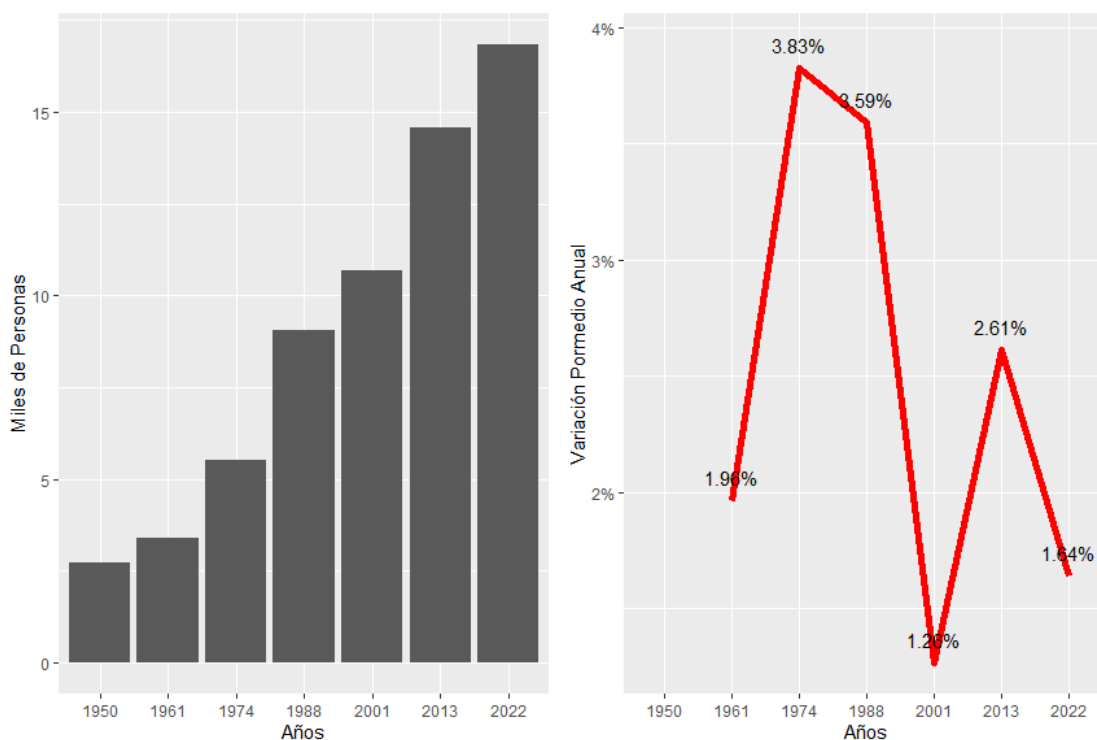 Miles de Personas
15
10
5
0
1950 1961 1974 1988 2001 2013 2022
Años
Variación Pormedio Anual
4%
3%
2%
3.83%
3.59%
2.61%
1.96%
1.64%
1.26%
1950 1961 1974 1988 2001 2013 2022
Años